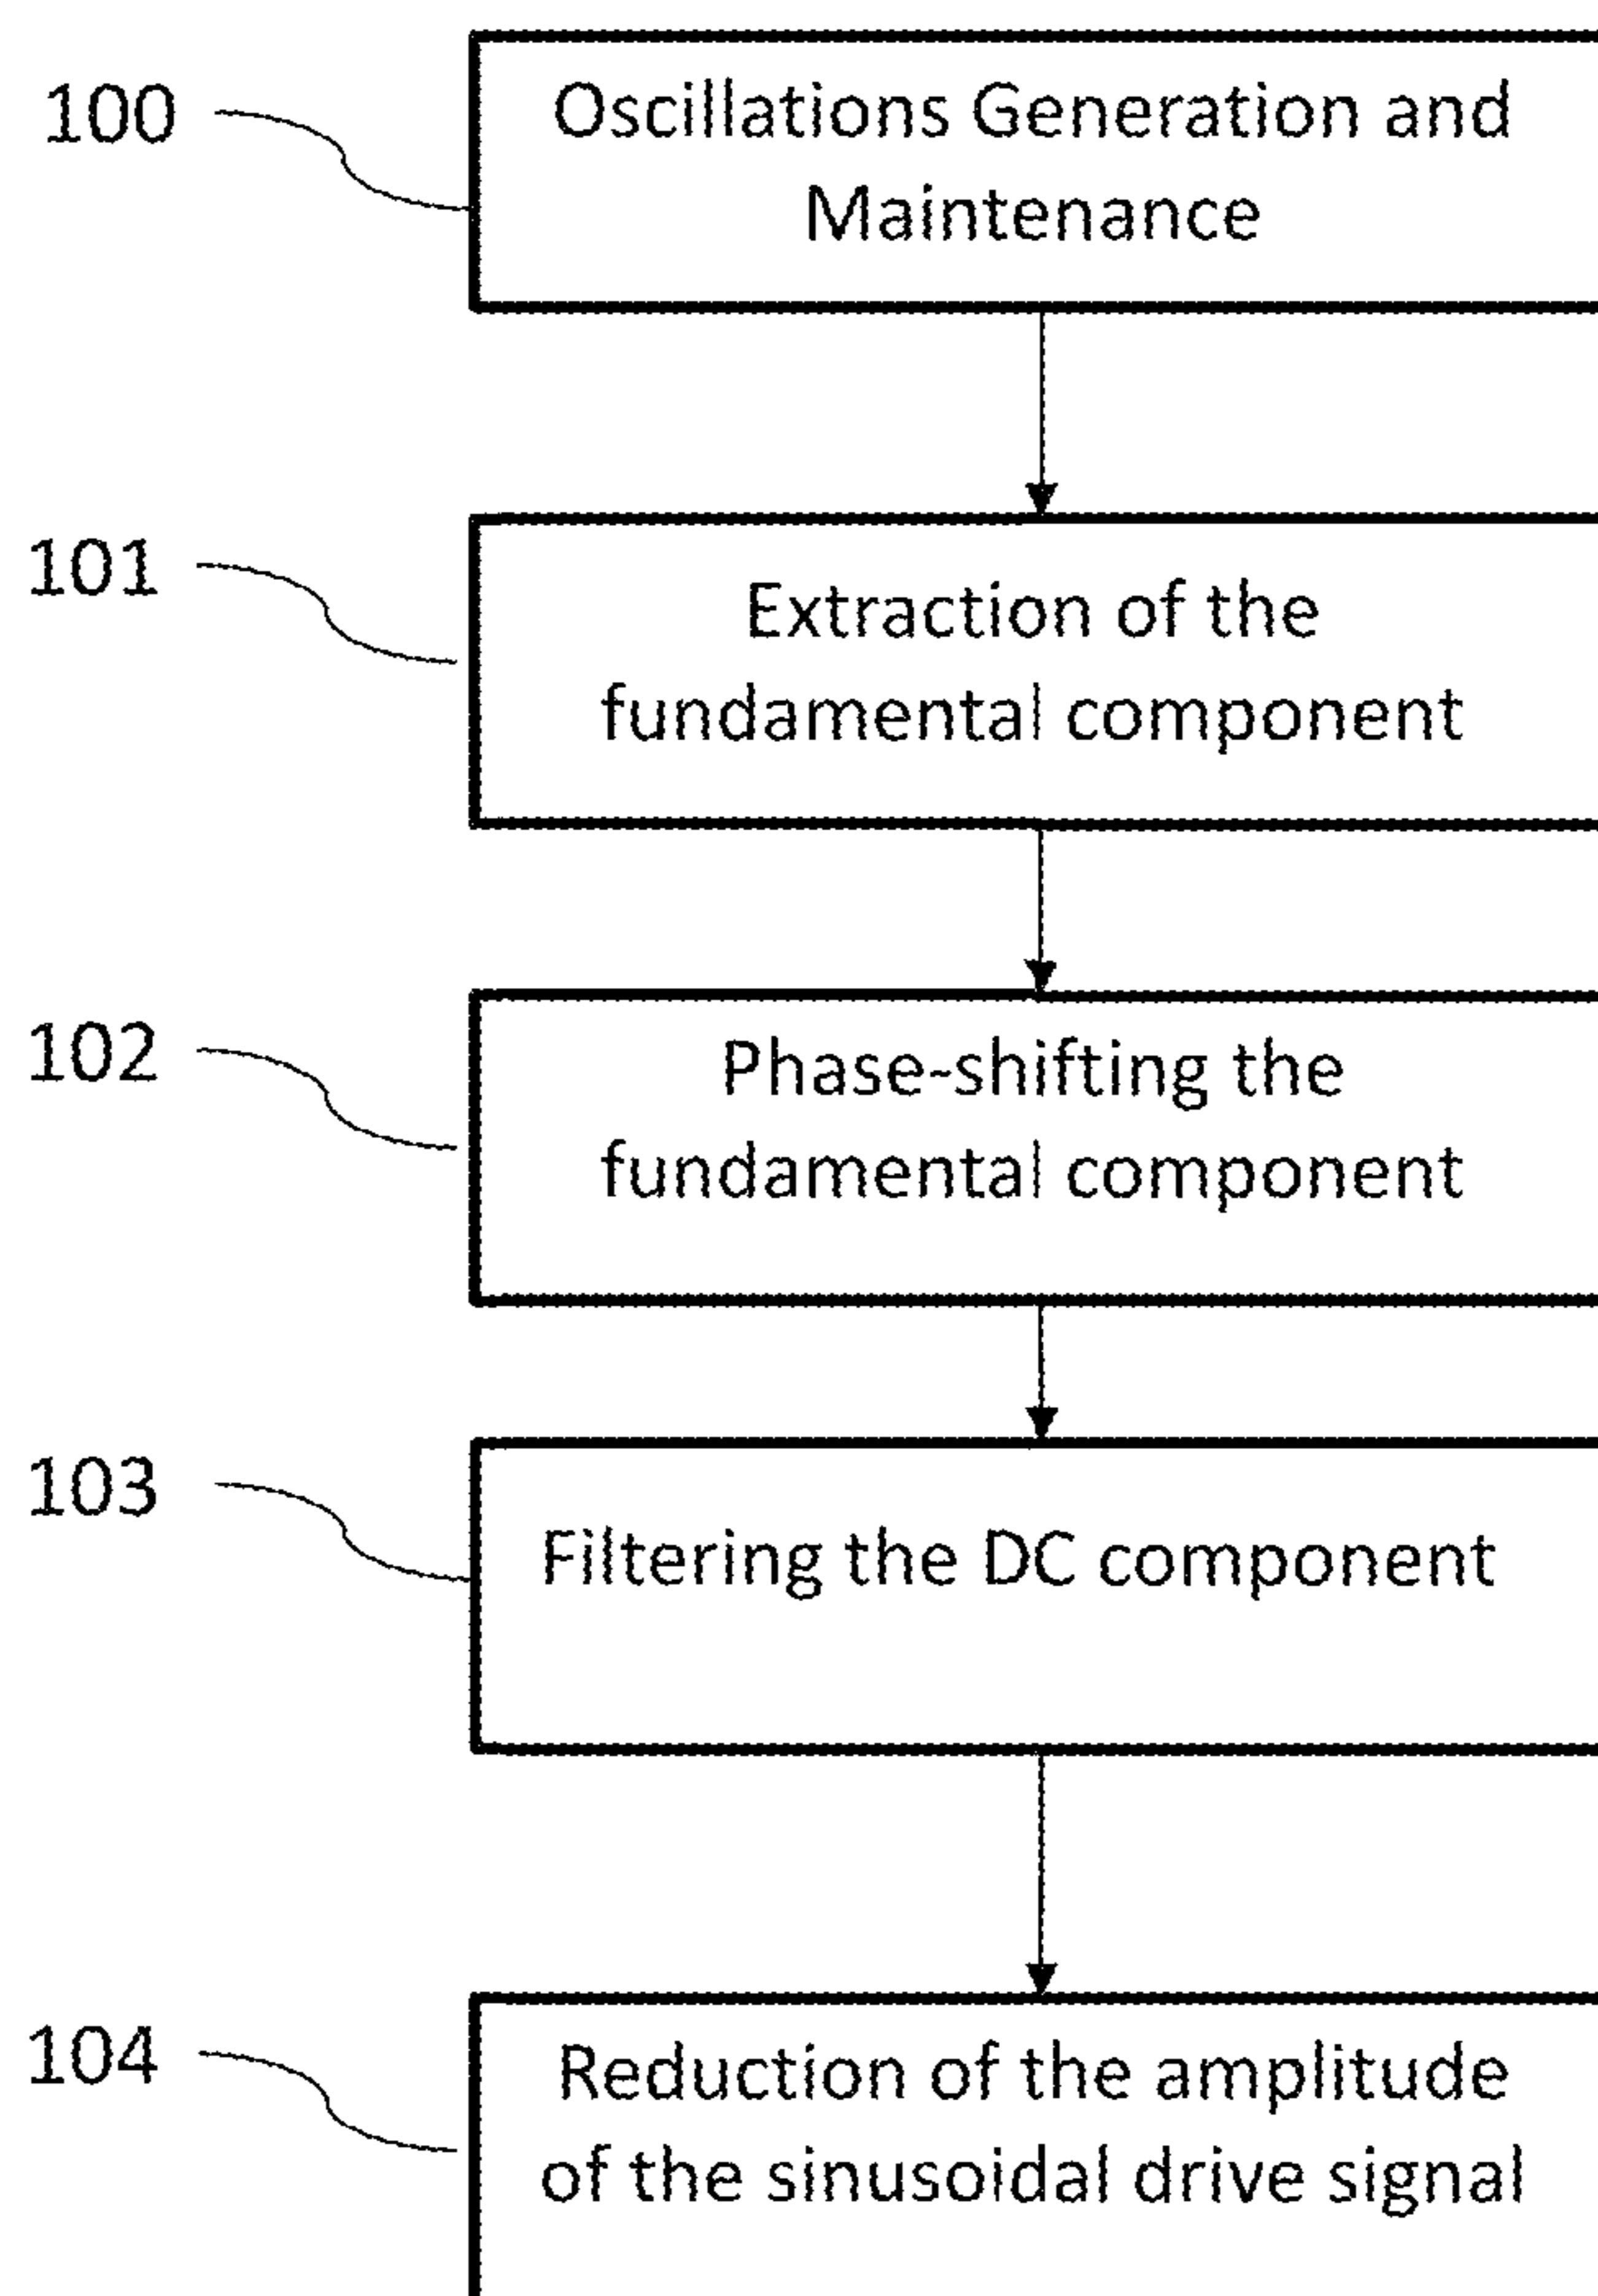 100
Oscillations Generation and
Maintenance
101
Extraction of the
fundamental component
102
Phase-shifting the
fundamental component
103
Filtering the DC component
104
Reduction of the amplitude
of the sinusoidal drive signal